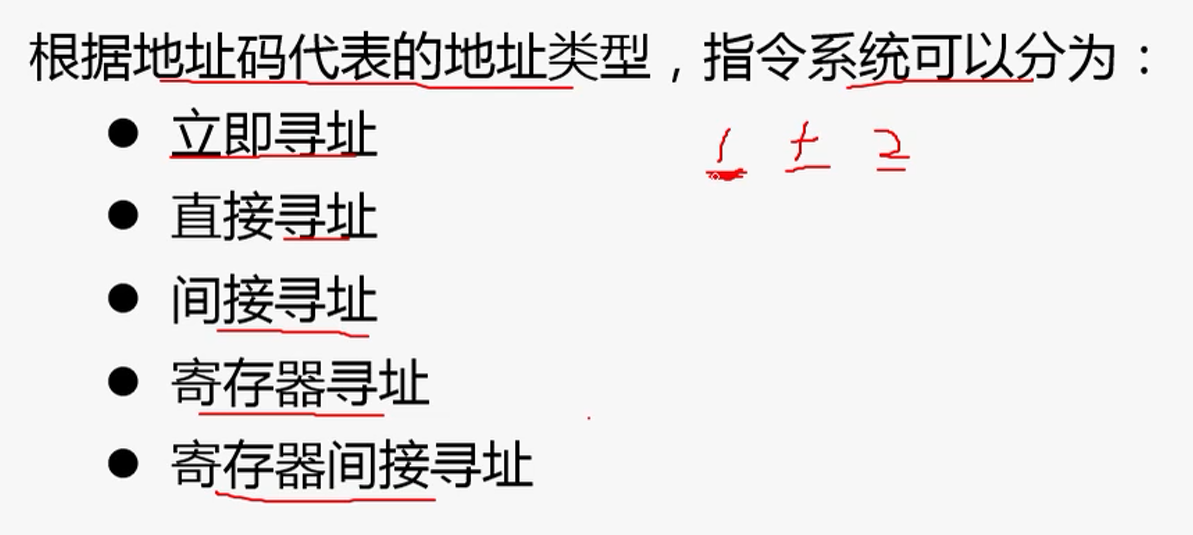 根据地址码代表的地址类型，指令系统可以分为：
● 立即寻址
1 + 2
● 直接寻址
● 间接寻址
● 寄存器寻址
● 寄存器间接寻址